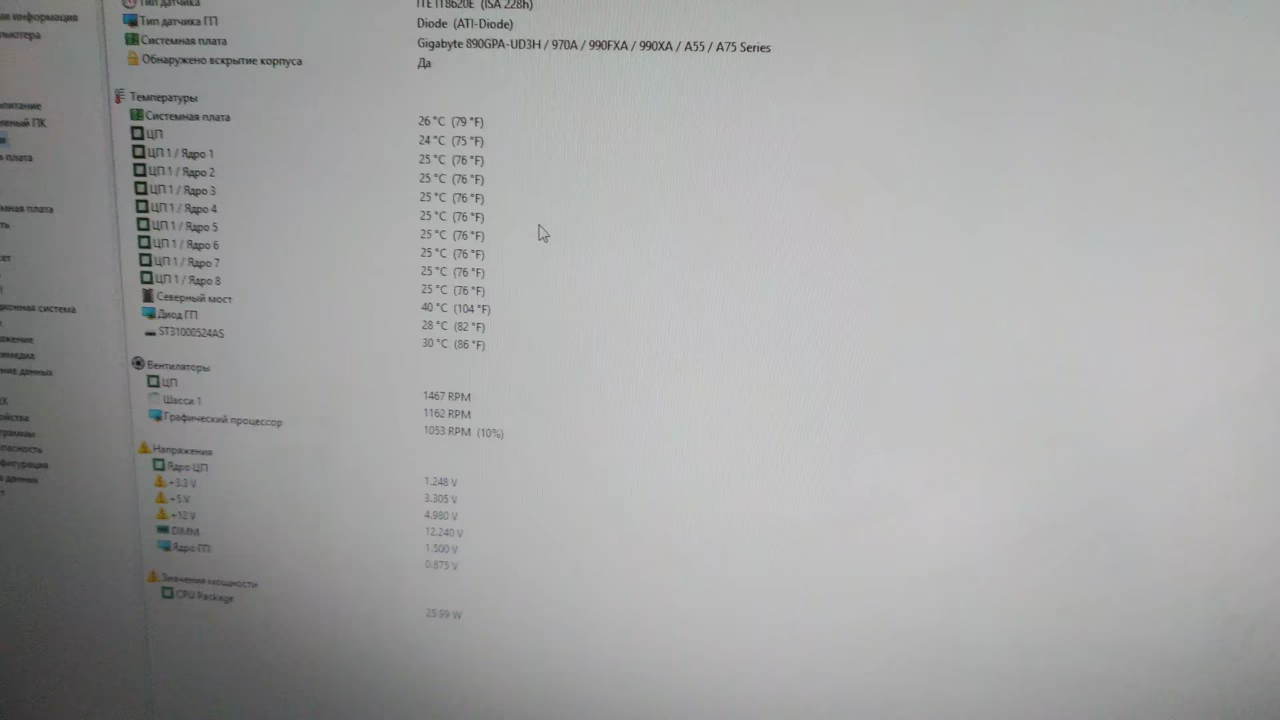 Тип датчика ITE IT8620E (ISA 228h)
Тип датчика ГП Diode (ATI-Diode)
Системная плата Gigabyte 890GPA-UD3H / 970A / 990FXA / 990XA / A55 / A75 Series
Обнаружено вскрытие корпуса Да
Температуры
Системная плата 26 °C (79 °F)
ЦП 24 °C (75 °F)
ЦП 1 / Ядро 1 25 °C (76 °F)
ЦП 1 / Ядро 2 25 °C (76 °F)
ЦП 1 / Ядро 3 25 °C (76 °F)
ЦП 1 / Ядро 4 25 °C (76 °F)
ЦП 1 / Ядро 5 25 °C (76 °F)
ЦП 1 / Ядро 6 25 °C (76 °F)
ЦП 1 / Ядро 7 25 °C (76 °F)
ЦП 1 / Ядро 8 25 °C (76 °F)
Северный мост 40 °C (104 °F)
Диод ГП 28 °C (82 °F)
ST31000524AS 30 °C (86 °F)
Вентиляторы
ЦП 1467 RPM
Шасси 1 1162 RPM
Графический процессор 1053 RPM (10%)
Напряжения
Ядро ЦП 1.248 V
+3.3 V 3.305 V
+5 V 4.980 V
+12 V 12.240 V
DIMM 1.500 V
Ядро ГП 0.875 V
Значения мощности
CPU Package 25.99 W